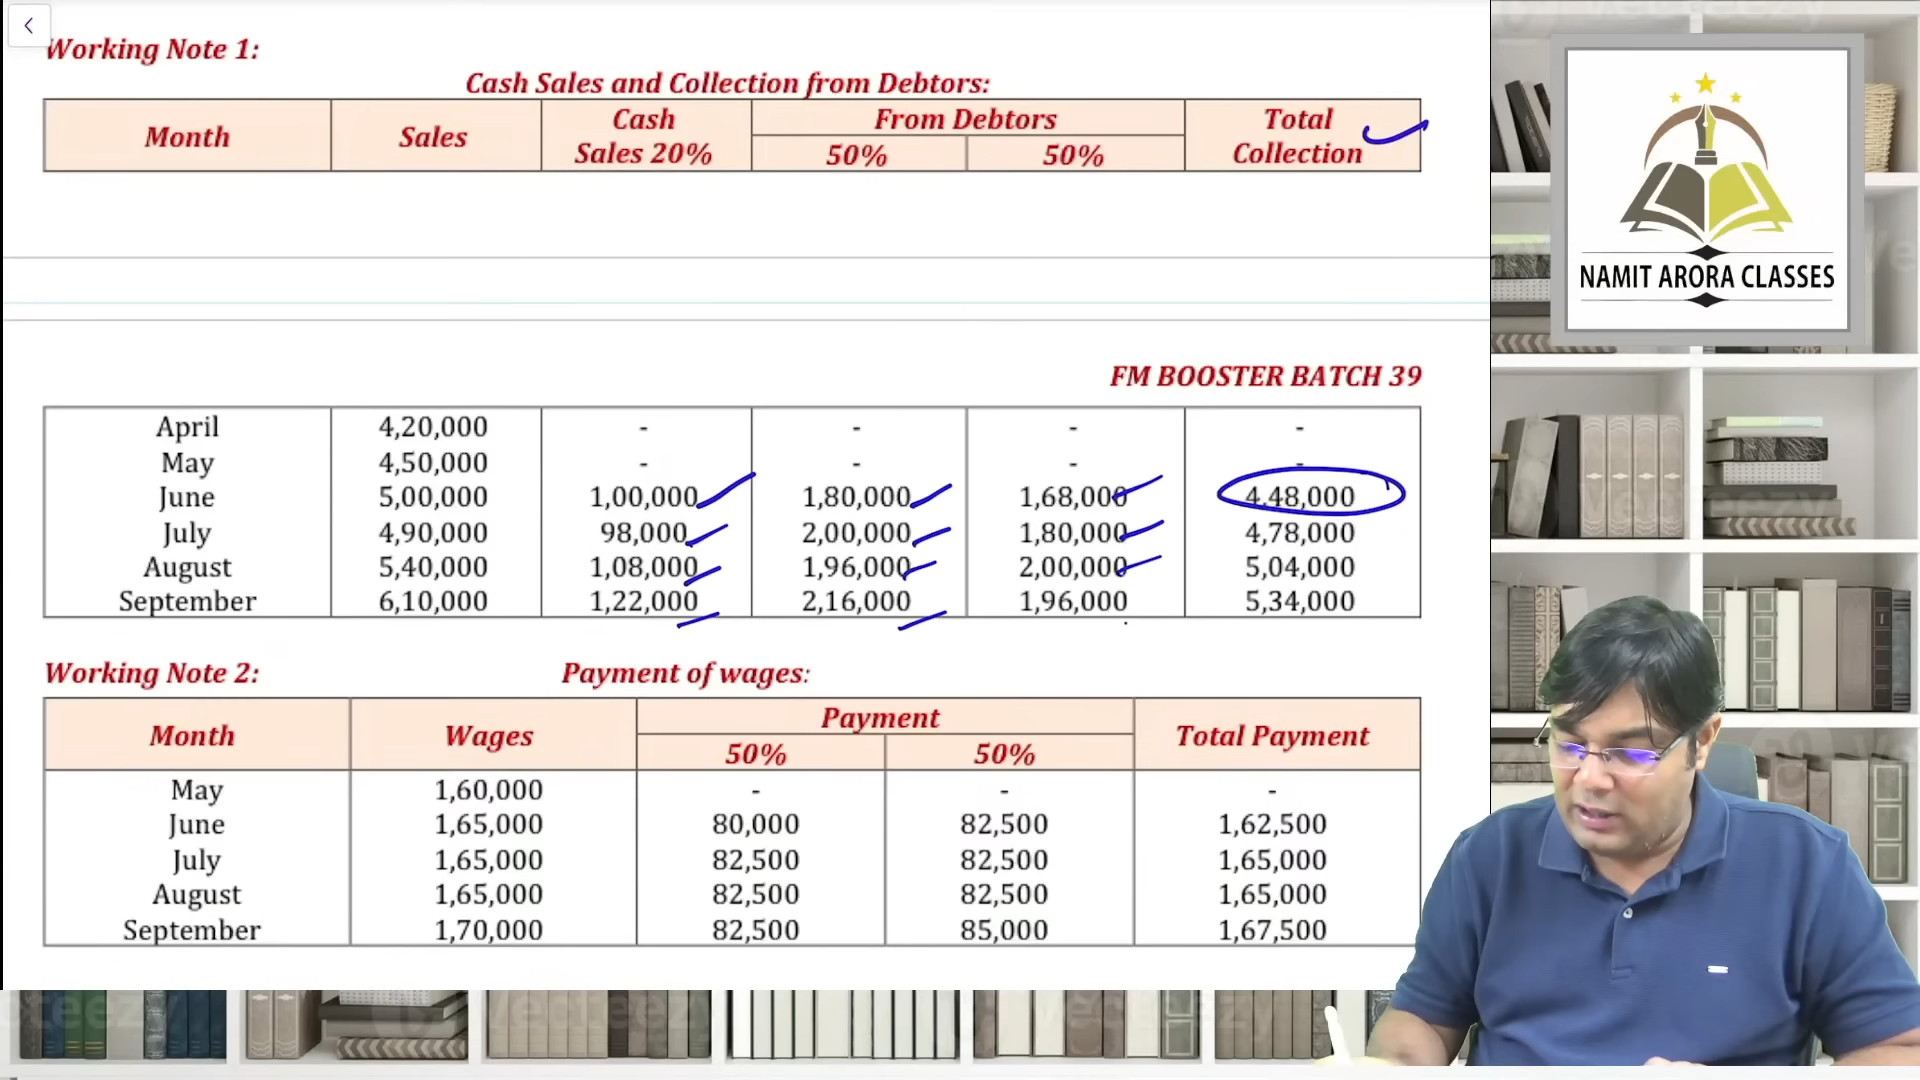 Working Note 1:
Cash Sales and Collection from Debtors:
Month Sales Cash Sales 20% From Debtors Total Collection
50% 50%
FM BOOSTER BATCH 39
April 4,20,000 - - - -
May 4,50,000 - - - -
June 5,00,000 1,00,000 1,80,000 1,68,000 4,48,000
July 4,90,000 98,000 2,00,000 1,80,000 4,78,000
August 5,40,000 1,08,000 1,96,000 2,00,000 5,04,000
September 6,10,000 1,22,000 2,16,000 1,96,000 5,34,000
Working Note 2: Payment of wages:
Month Wages Payment Total Payment
50% 50%
May 1,60,000 - - -
June 1,65,000 80,000 82,500 1,62,500
July 1,65,000 82,500 82,500 1,65,000
August 1,65,000 82,500 82,500 1,65,000
September 1,70,000 82,500 85,000 1,67,500
NAMIT ARORA CLASSES